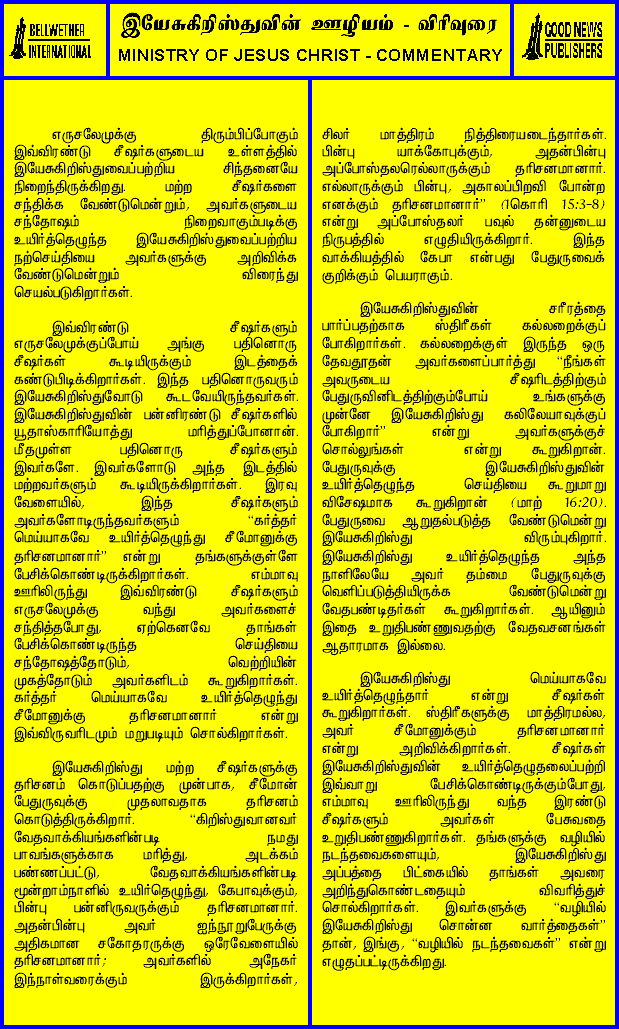 BELLWETHER
INTERNATIONAL
இயேசுகிறிஸ்துவின் ஊழியம் - விரிவுரை
MINISTRY OF JESUS CHRIST - COMMENTARY
GOOD NEWS
PUBLISHERS
எருசலேமுக்கு திரும்பிப்போகும்
இவ்விரண்டு சீஷர்களுடைய உள்ளத்தில்
இயேசுகிறிஸ்துவைப்பற்றிய சிந்தனையே
நிறைந்திருக்கிறது. மற்ற சீஷர்களை
சந்திக்க வேண்டுமென்றும், அவர்களுடைய
சந்தோஷம் நிறைவாகும்படிக்கு
உயிர்த்தெழுந்த இயேசுகிறிஸ்துவைப்பற்றிய
நற்செய்தியை அவர்களுக்கு அறிவிக்க
வேண்டுமென்றும் விரைந்து
செயல்படுகிறார்கள்.
இவ்விரண்டு சீஷர்களும்
எருசலேமுக்குப்போய் அங்கு பதினொரு
சீஷர்கள் கூடியிருக்கும் இடத்தைக்
கண்டுபிடிக்கிறார்கள். இந்த பதினொருவரும்
இயேசுகிறிஸ்துவோடு கூடவேயிருந்தவர்கள்.
இயேசுகிறிஸ்துவின் பன்னிரண்டு சீஷர்களில்
யூதாஸ்காரியோத்து மரித்துப்போனான்.
மீதமுள்ள பதினொரு சீஷர்களும்
இவர்களே. இவர்களோடு அந்த இடத்தில்
மற்றவர்களும் கூடியிருக்கிறார்கள். இரவு
வேளையில், இந்த சீஷர்களும்
அவர்களோடிருந்தவர்களும் “கர்த்தர்
மெய்யாகவே உயிர்த்தெழுந்து சீமோனுக்கு
தரிசனமானார்” என்று தங்களுக்குள்ளே
பேசிக்கொண்டிருக்கிறார்கள். எம்மாவு
ஊரிலிருந்து இவ்விரண்டு சீஷர்களும்
எருசலேமுக்கு வந்து அவர்களைச்
சந்தித்தபோது, ஏற்கெனவே தாங்கள்
பேசிக்கொண்டிருந்த செய்தியை
சந்தோஷத்தோடும், வெற்றியின்
முகத்தோடும் அவர்களிடம் கூறுகிறார்கள்.
கர்த்தர் மெய்யாகவே உயிர்த்தெழுந்து
சீமோனுக்கு தரிசனமானார் என்று
இவ்விருவரிடமும் மறுபடியும் சொல்கிறார்கள்.
இயேசுகிறிஸ்து மற்ற சீஷர்களுக்கு
தரிசனம் கொடுப்பதற்கு முன்பாக, சீமோன்
பேதுருவுக்கு முதலாவதாக தரிசனம்
கொடுத்திருக்கிறார். “கிறிஸ்துவானவர்
வேதவாக்கியங்களின்படி நமது
பாவங்களுக்காக மரித்து, அடக்கம்
பண்ணப்பட்டு, வேதவாக்கியங்களின்படி
மூன்றாம்நாளில் உயிர்த்தெழுந்து, கேபாவுக்கும்,
பின்பு பன்னிருவருக்கும் தரிசனமானார்.
அதன்பின்பு அவர் ஐந்நூறுபேருக்கு
அதிகமான சகோதரருக்கு ஒரேவேளையில்
தரிசனமானார்; அவர்களில் அநேகர்
இந்நாள்வரைக்கும் இருக்கிறார்கள்,
சிலர் மாத்திரம் நித்திரையடைந்தார்கள்.
பின்பு யாக்கோபுக்கும், அதன்பின்பு
அப்போஸ்தலரெல்லாருக்கும் தரிசனமானார்.
எல்லாருக்கும் பின்பு, அகாலப்பிறவி போன்ற
எனக்கும் தரிசனமானார்” (1கொரி 15:3-8)
என்று அப்போஸ்தலர் பவுல் தன்னுடைய
நிருபத்தில் எழுதியிருக்கிறார். இந்த
வாக்கியத்தில் கேபா என்பது பேதுருவைக்
குறிக்கும் பெயராகும்.
இயேசுகிறிஸ்துவின் சரீரத்தை
பார்ப்பதற்காக ஸ்திரீகள் கல்லறைக்குப்
போகிறார்கள். கல்லறைக்குள் இருந்த ஒரு
தேவதூதன் அவர்களைப்பார்த்து “நீங்கள்
அவருடைய சீஷரிடத்திற்கும்
பேதுருவினிடத்திற்கும்போய் உங்களுக்கு
முன்னே இயேசுகிறிஸ்து கலிலேயாவுக்குப்
போகிறார்” என்று அவர்களுக்குச்
சொல்லுங்கள் என்று கூறுகிறான்.
பேதுருவுக்கு இயேசுகிறிஸ்துவின்
உயிர்த்தெழுந்த செய்தியை கூறுமாறு
விசேஷமாக கூறுகிறான் (மாற் 16:20).
பேதுருவை ஆறுதல்படுத்த வேண்டுமென்று
இயேசுகிறிஸ்து விரும்புகிறார்.
இயேசுகிறிஸ்து உயிர்த்தெழுந்த அந்த
நாளிலேயே அவர் தம்மை பேதுருவுக்கு
வெளிப்படுத்தியிருக்க வேண்டுமென்று
வேதபண்டிதர்கள் கூறுகிறார்கள். ஆயினும்
இதை உறுதிபண்ணுவதற்கு வேதவசனங்கள்
ஆதாரமாக இல்லை.
இயேசுகிறிஸ்து மெய்யாகவே
உயிர்த்தெழுந்தார் என்று சீஷர்கள்
கூறுகிறார்கள். ஸ்திரீகளுக்கு மாத்திரமல்ல,
அவர் சீமோனுக்கும் தரிசனமானார்
என்று அறிவிக்கிறார்கள். சீஷர்கள்
இயேசுகிறிஸ்துவின் உயிர்த்தெழுதலைப்பற்றி
இவ்வாறு பேசிக்கொண்டிருக்கும்போது,
எம்மாவு ஊரிலிருந்து வந்த இரண்டு
சீஷர்களும் அவர்கள் பேசுவதை
உறுதிபண்ணுகிறார்கள். தங்களுக்கு வழியில்
நடந்தவைகளையும், இயேசுகிறிஸ்து
அப்பத்தை பிட்கையில் தாங்கள் அவரை
அறிந்துகொண்டதையும் விவரித்துச்
சொல்கிறார்கள். இவர்களுக்கு “வழியில்
இயேசுகிறிஸ்து சொன்ன வார்த்தைகள்”
தான், இங்கு, “வழியில் நடந்தவைகள்” என்று
எழுதப்பட்டிருக்கிறது.